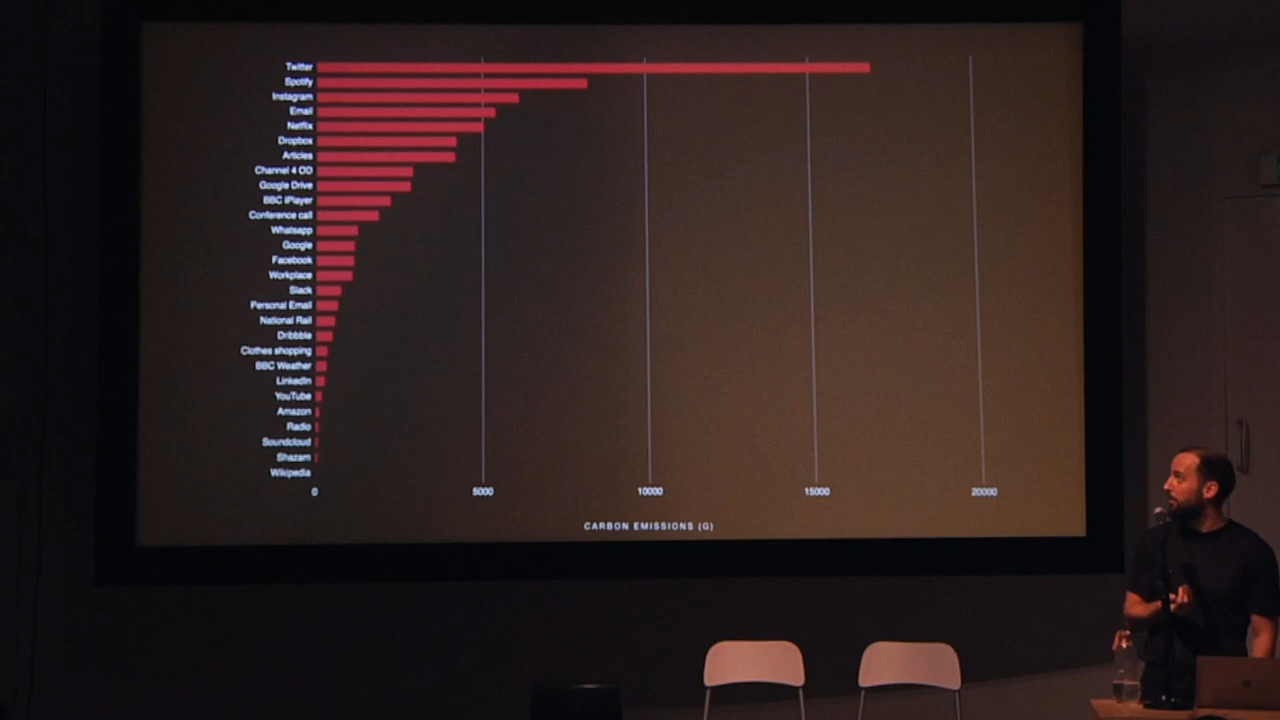 Twitter
Spotify
Instagram
Email
Netflix
Dropbox
Articles
Channel 4 OD
Google Drive
BBC iPlayer
Conference call
Whatsapp
Google
Facebook
Workplace
Slack
Personal Email
National Rail
Dribbble
Clothes shopping
BBC Weather
LinkedIn
YouTube
Amazon
Radio
Soundcloud
Shazam
Wikipedia
0 5000 10000 15000 20000
CARBON EMISSIONS (G)